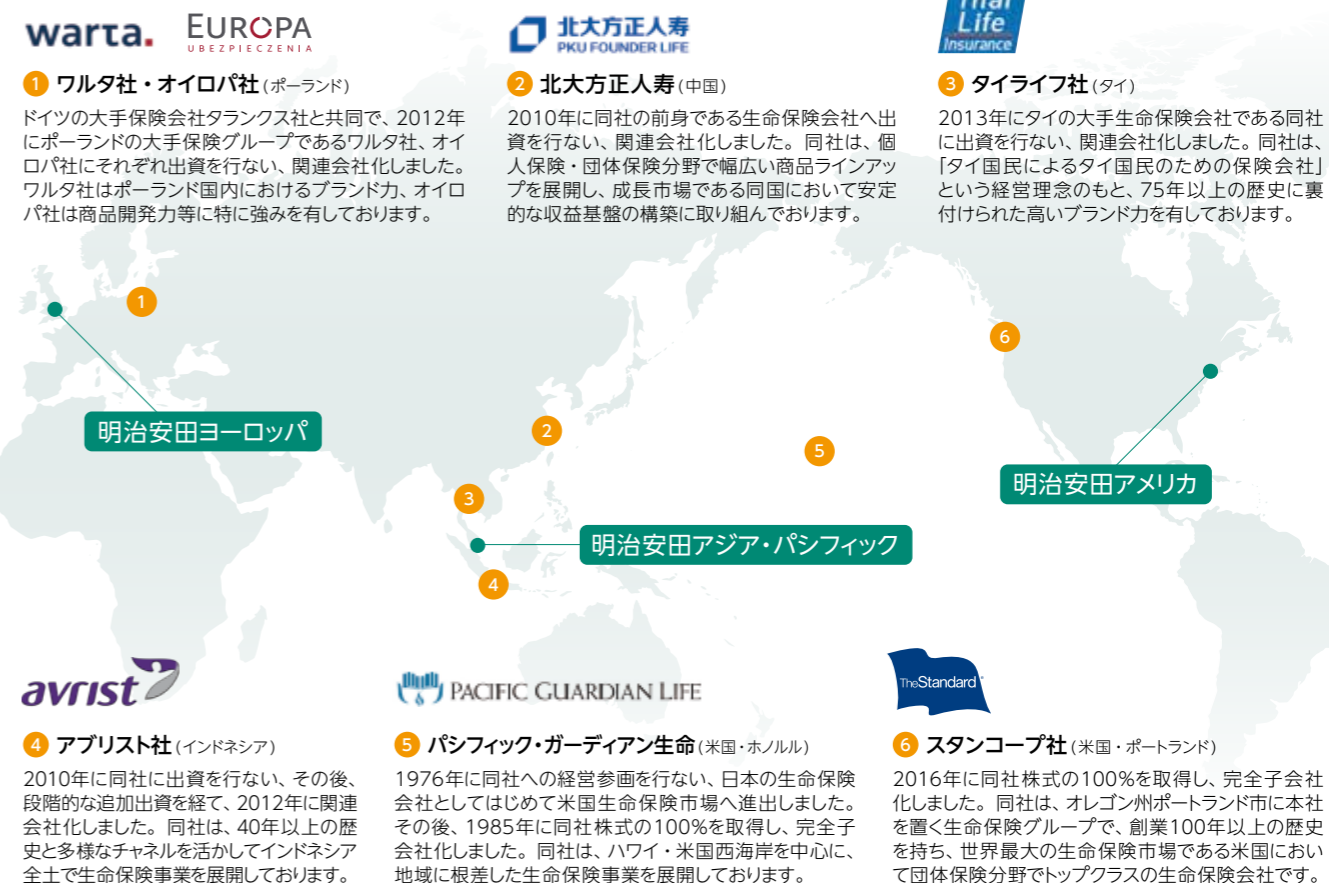 warta. EUROPA
UBEZPIECZENIA
① ワルタ社・オイロパ社(ポーランド)
ドイツの大手保険会社タランクス社と共同で、2012年
にポーランドの大手保険グループであるワルタ社、オイ
ロパ社にそれぞれ出資を行ない、関連会社化しました。
ワルタ社はポーランド国内におけるブランド力、オイロ
パ社は商品開発力等に特に強みを有しております。
北大方正人寿
PKU FOUNDER LIFE
② 北大方正人寿(中国)
2010年に同社の前身である生命保険会社へ出
資を行ない、関連会社化しました。同社は、個
人保険・団体保険分野で幅広い商品ラインアッ
プを展開し、成長市場である同国において安定
的な収益基盤の構築に取り組んでおります。
Thai
Life
Insurance
③ タイライフ社(タイ)
2013年にタイの大手生命保険会社である同社
に出資を行ない、関連会社化しました。同社は、
「タイ国民によるタイ国民のための保険会社」
という経営理念のもと、75年以上の歴史に裏
付けられた高いブランド力を有しております。
1
6
明治安田ヨーロッパ
2
5
明治安田アメリカ
3
明治安田アジア・パシフィック
4
avrist
④ アブリスト社(インドネシア)
2010年に同社に出資を行ない、その後、
段階的な追加出資を経て、2012年に関連
会社化しました。同社は、40年以上の歴
史と多様なチャネルを活かしてインドネシア
全土で生命保険事業を展開しております。
PACIFIC GUARDIAN LIFE
⑤ パシフィック・ガーディアン生命(米国・ホノルル)
1976年に同社への経営参画を行ない、日本の生命保険
会社としてはじめて米国生命保険市場へ進出しました。
その後、1985年に同社株式の100%を取得し、完全子
会社化しました。同社は、ハワイ・米国西海岸を中心に、
地域に根差した生命保険事業を展開しております。
TheStandard
⑥ スタンコープ社(米国・ポートランド)
2016年に同社株式の100%を取得し、完全子会社
化しました。同社は、オレゴン州ポートランド市に本社
を置く生命保険グループで、創業100年以上の歴史
を持ち、世界最大の生命保険市場である米国におい
て団体保険分野でトップクラスの生命保険会社です。